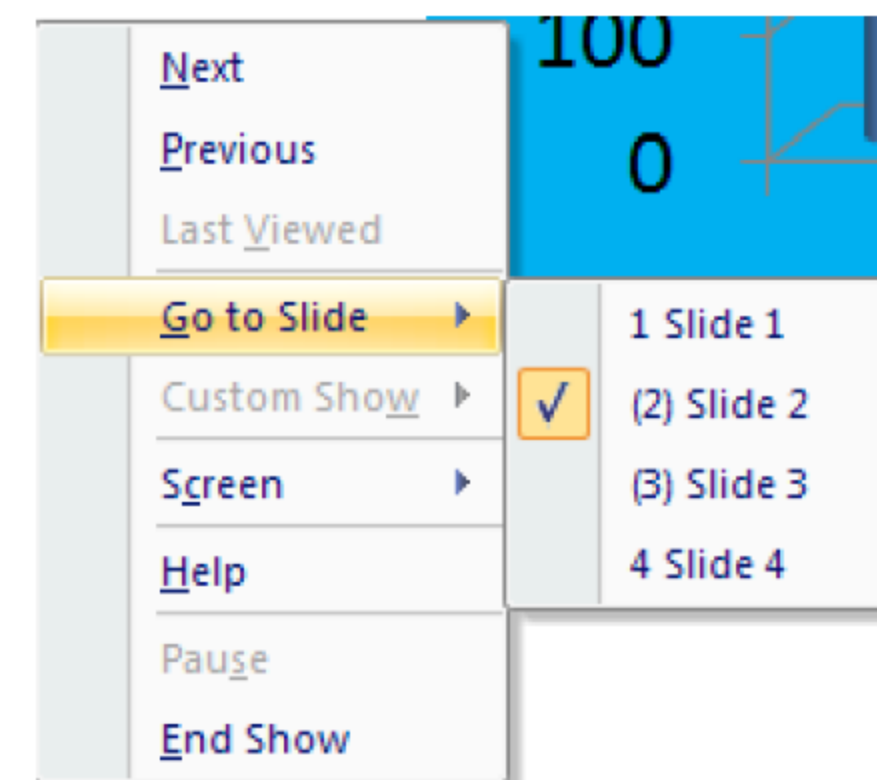 Next
Previous
Last Viewed
Go to Slide
Custom Show
Screen
Help
Pause
End Show
100
0
1 Slide 1
(2) Slide 2
(3) Slide 3
4 Slide 4